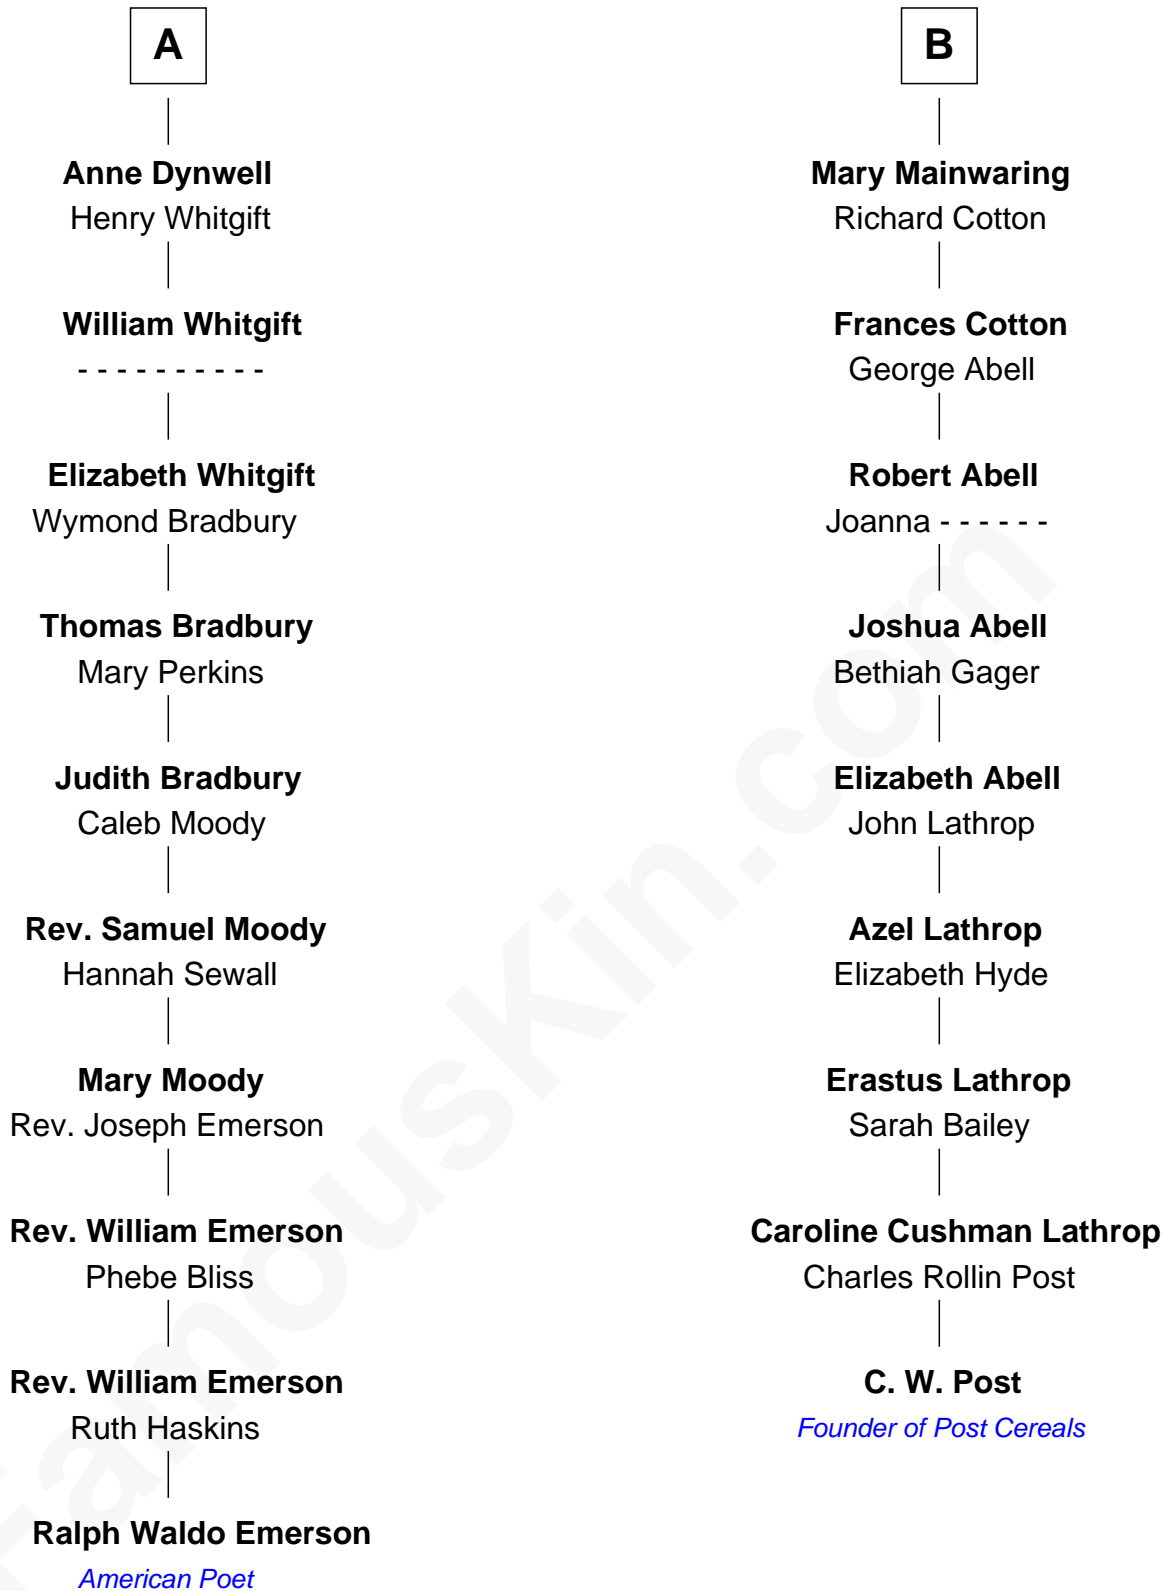 A
Anne Dynwell
Henry Whitgift
William Whitgift
- - - - - - - - - -
Elizabeth Whitgift
Wymond Bradbury
Thomas Bradbury
Mary Perkins
Judith Bradbury
Caleb Moody
Rev. Samuel Moody
Hannah Sewall
Mary Moody
Rev. Joseph Emerson
Rev. William Emerson
Phebe Bliss
Rev. William Emerson
Ruth Haskins
Ralph Waldo Emerson
American Poet
B
Mary Mainwaring
Richard Cotton
Frances Cotton
George Abell
Robert Abell
Joanna - - - - - -
Joshua Abell
Bethiah Gager
Elizabeth Abell
John Lathrop
Azel Lathrop
Elizabeth Hyde
Erastus Lathrop
Sarah Bailey
Caroline Cushman Lathrop
Charles Rollin Post
C. W. Post
Founder of Post Cereals
FamousKin.com